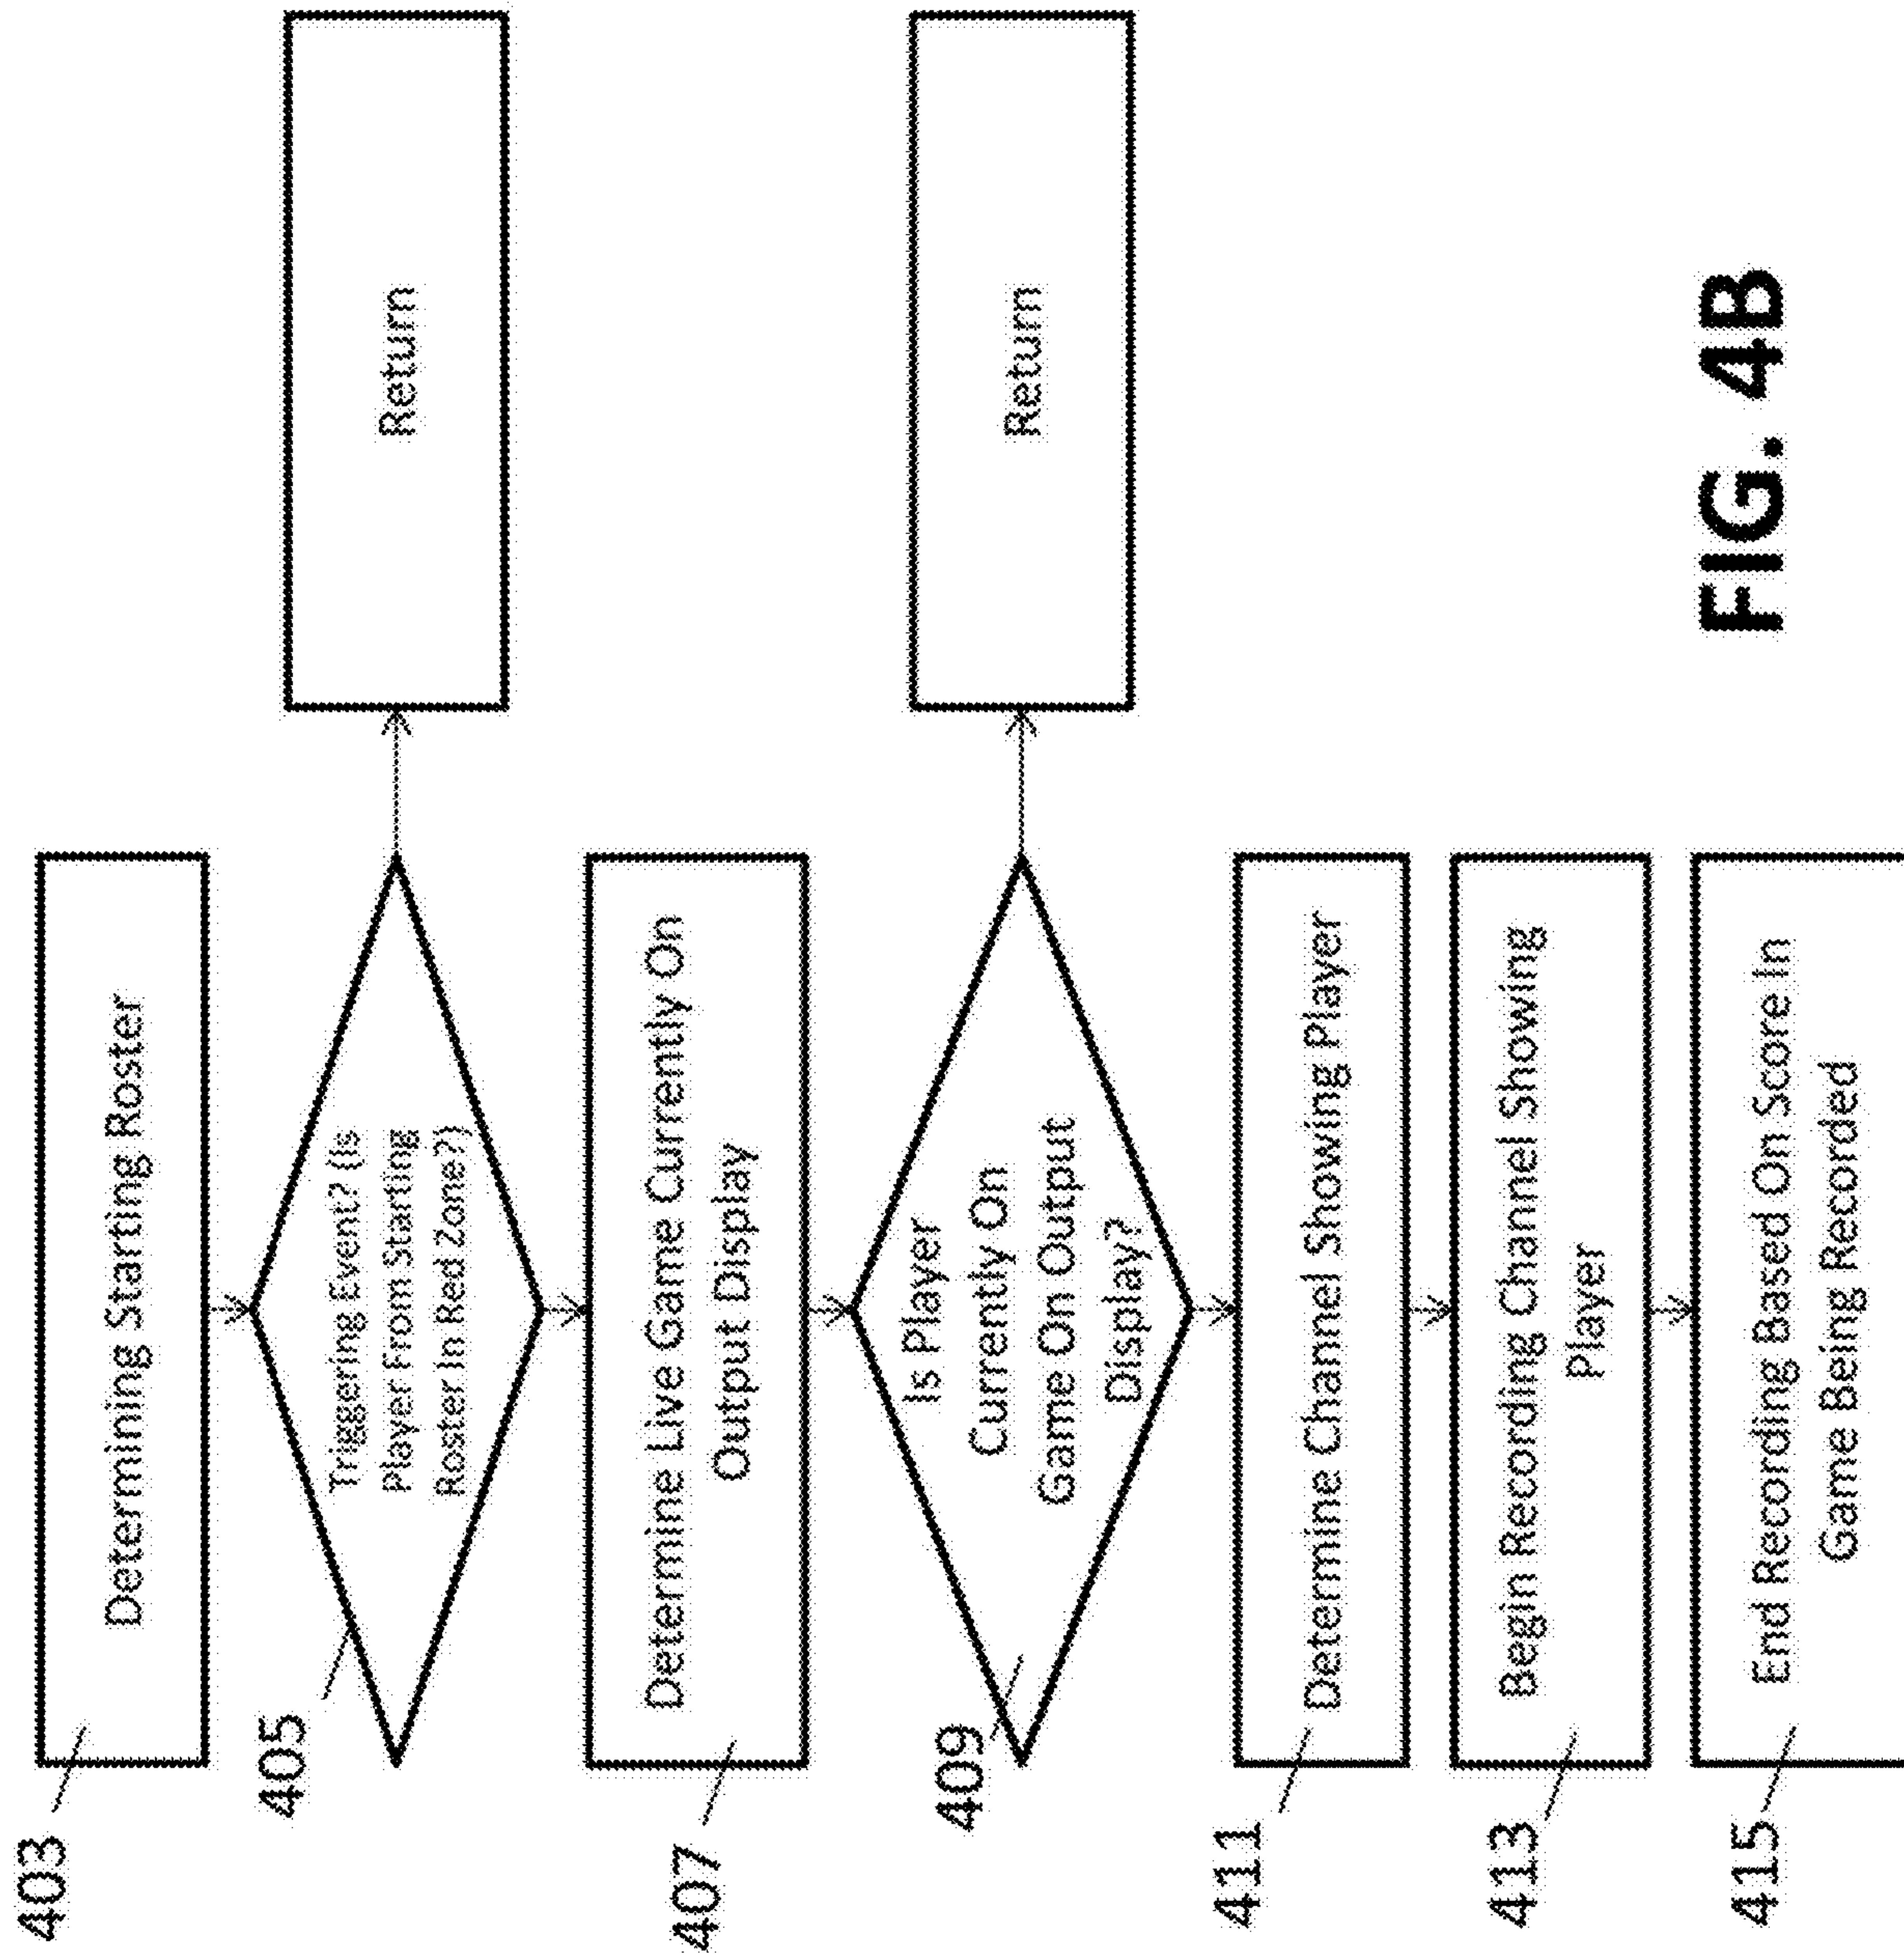 403
Determining Starting Roster
405
Triggering Event? (Is
Player From Starting
Roster In Red Zone?)
Return
407
Determine Live Game Currently On
Output Display
409
Is Player
Currently On
Game On Output
Display?
Return
411
Determine Channel Showing Player
413
Begin Recording Channel Showing
Player
415
End Recording Based On Score In
Game Being Recorded
FIG. 4B